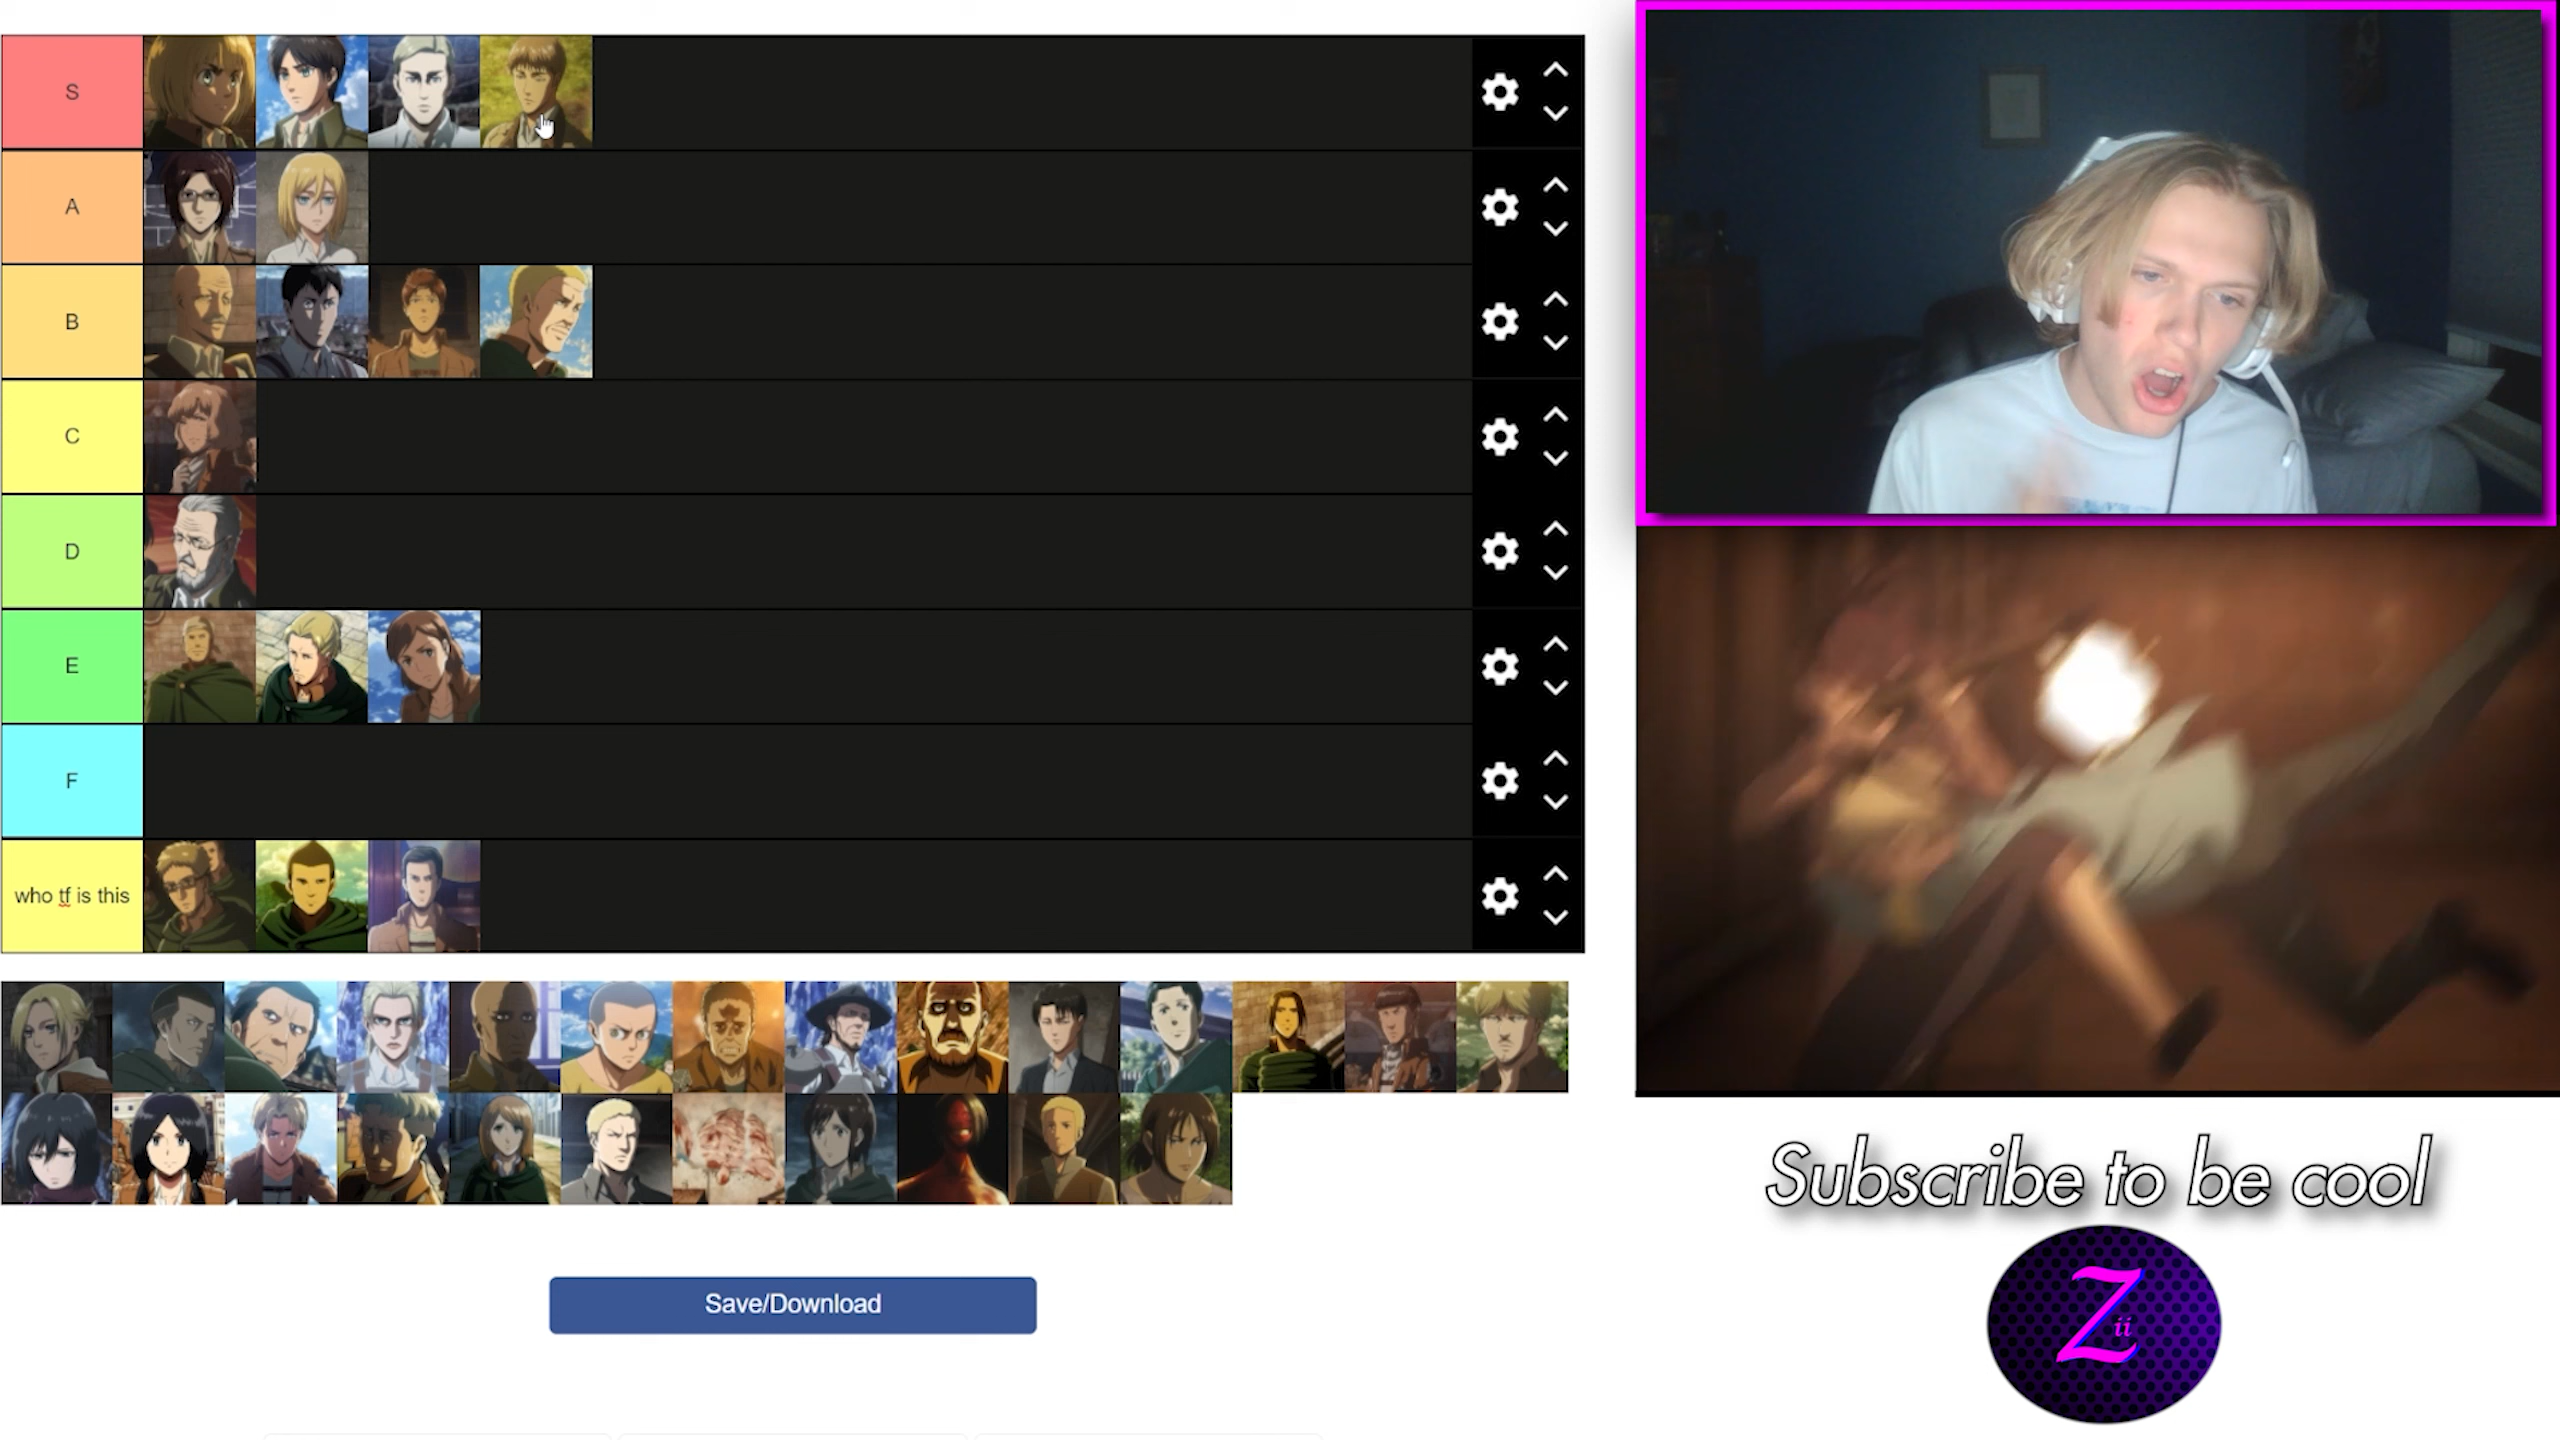 S
A
B
C
D
E
F
who tf is this
Save/Download
Subscribe to be cool
Z ii